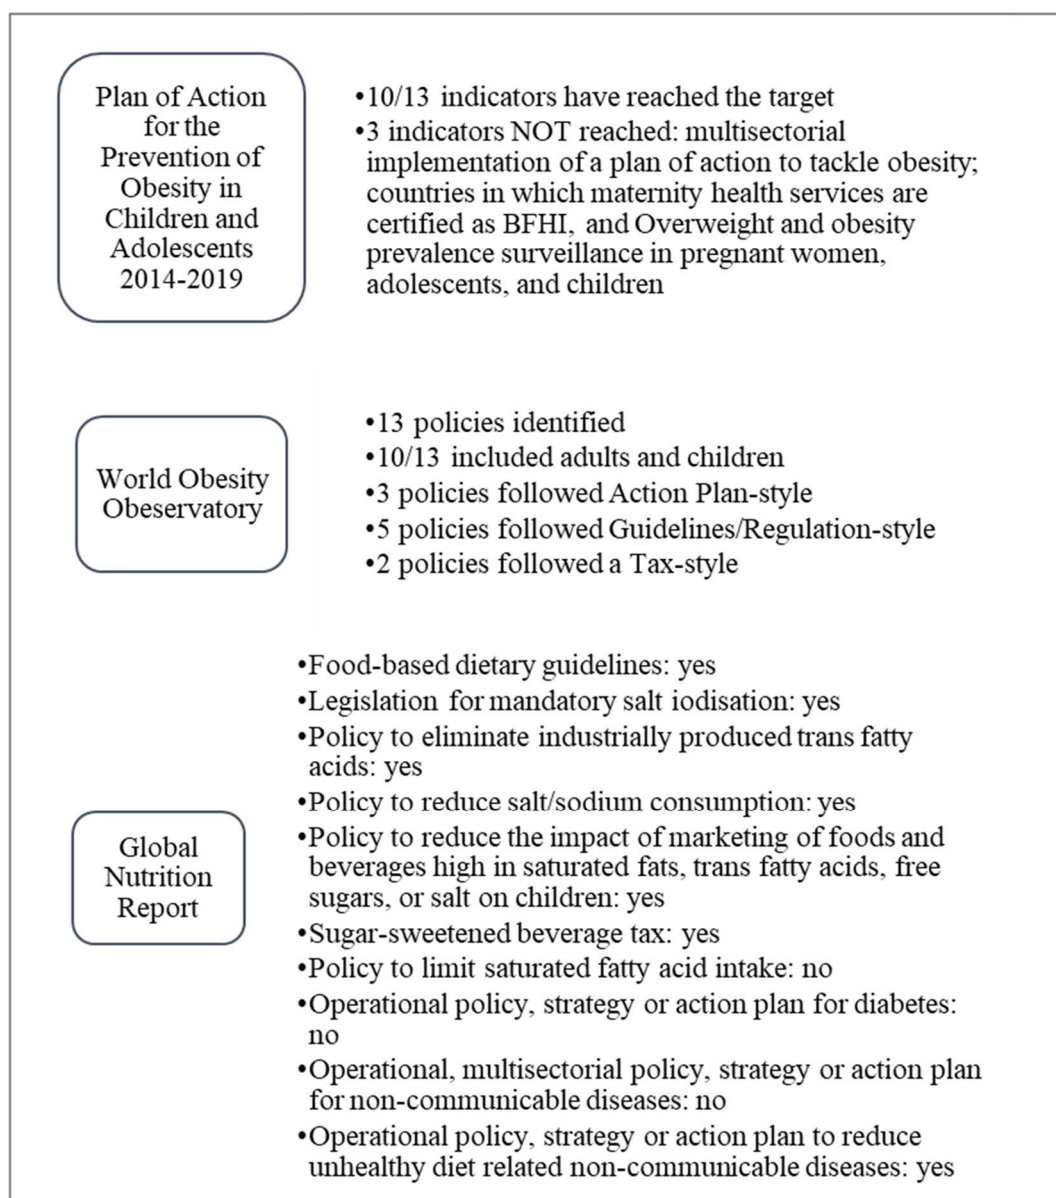 Plan of Action
for the
Prevention of
Obesity in
Children and
Adolescents
2014-2019
•10/13 indicators have reached the target
•3 indicators NOT reached: multisectorial
implementation of a plan of action to tackle obesity;
countries in which maternity health services are
certified as BFHI, and Overweight and obesity
prevalence surveillance in pregnant women,
adolescents, and children
World Obesity
Obeservatory
•13 policies identified
•10/13 included adults and children
•3 policies followed Action Plan-style
•5 policies followed Guidelines/Regulation-style
•2 policies followed a Tax-style
Global
Nutrition
Report
•Food-based dietary guidelines: yes
•Legislation for mandatory salt iodisation: yes
•Policy to eliminate industrially produced trans fatty
acids: yes
•Policy to reduce salt/sodium consumption: yes
•Policy to reduce the impact of marketing of foods and
beverages high in saturated fats, trans fatty acids, free
sugars, or salt on children: yes
•Sugar-sweetened beverage tax: yes
•Policy to limit saturated fatty acid intake: no
•Operational policy, strategy or action plan for diabetes:
no
•Operational, multisectorial policy, strategy or action plan
for non-communicable diseases: no
•Operational policy, strategy or action plan to reduce
unhealthy diet related non-communicable diseases: yes